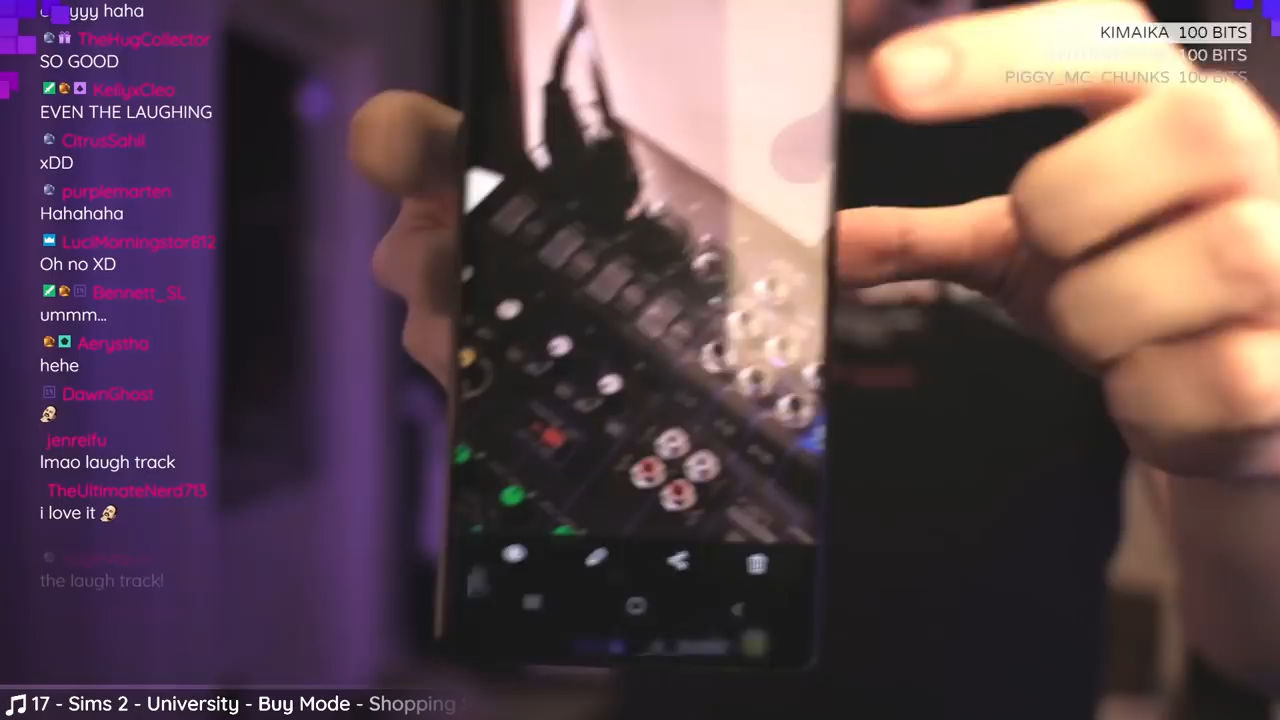 TheHugCollector
SO GOOD
KellyxCleo
EVEN THE LAUGHING
CitrusSahil
xDD
purplemarten
Hahahaha
LuciMorningstar812
Oh no XD
Bennett_SL
ummm...
Aerystha
hehe
DawnGhost
jenreifu
lmao laugh track
TheUltimateNerd713
i love it
the laugh track!
KIMAIKA 100 BITS
100 BITS
PIGGY_MC_CHUNKS 100 BITS
17 - Sims 2 - University - Buy Mode - Shopping